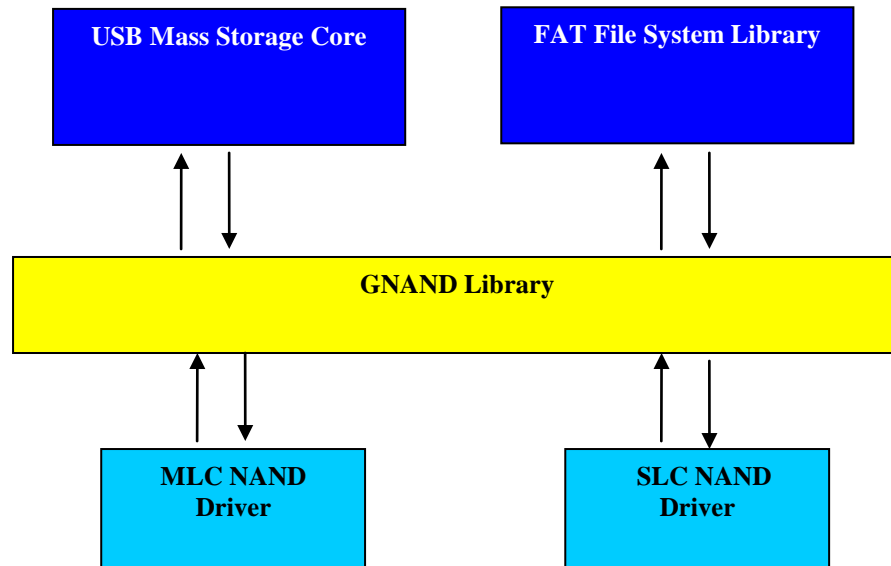 USB Mass Storage Core
FAT File System Library
GNAND Library
MLC NAND
Driver
SLC NAND
Driver